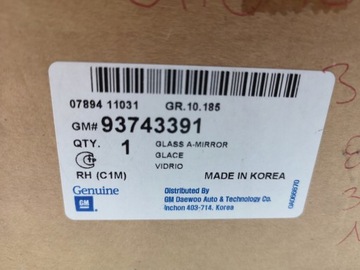 07894 11031 GR.10.185
GM# 93743391
QTY. 1 GLASS A-MIRROR
GLACE
VIDRIO
RH (C1M) MADE IN KOREA
Genuine
GM
Distributed By
GM Daewoo Auto & Technology Co.
Inchon 403-714, Korea